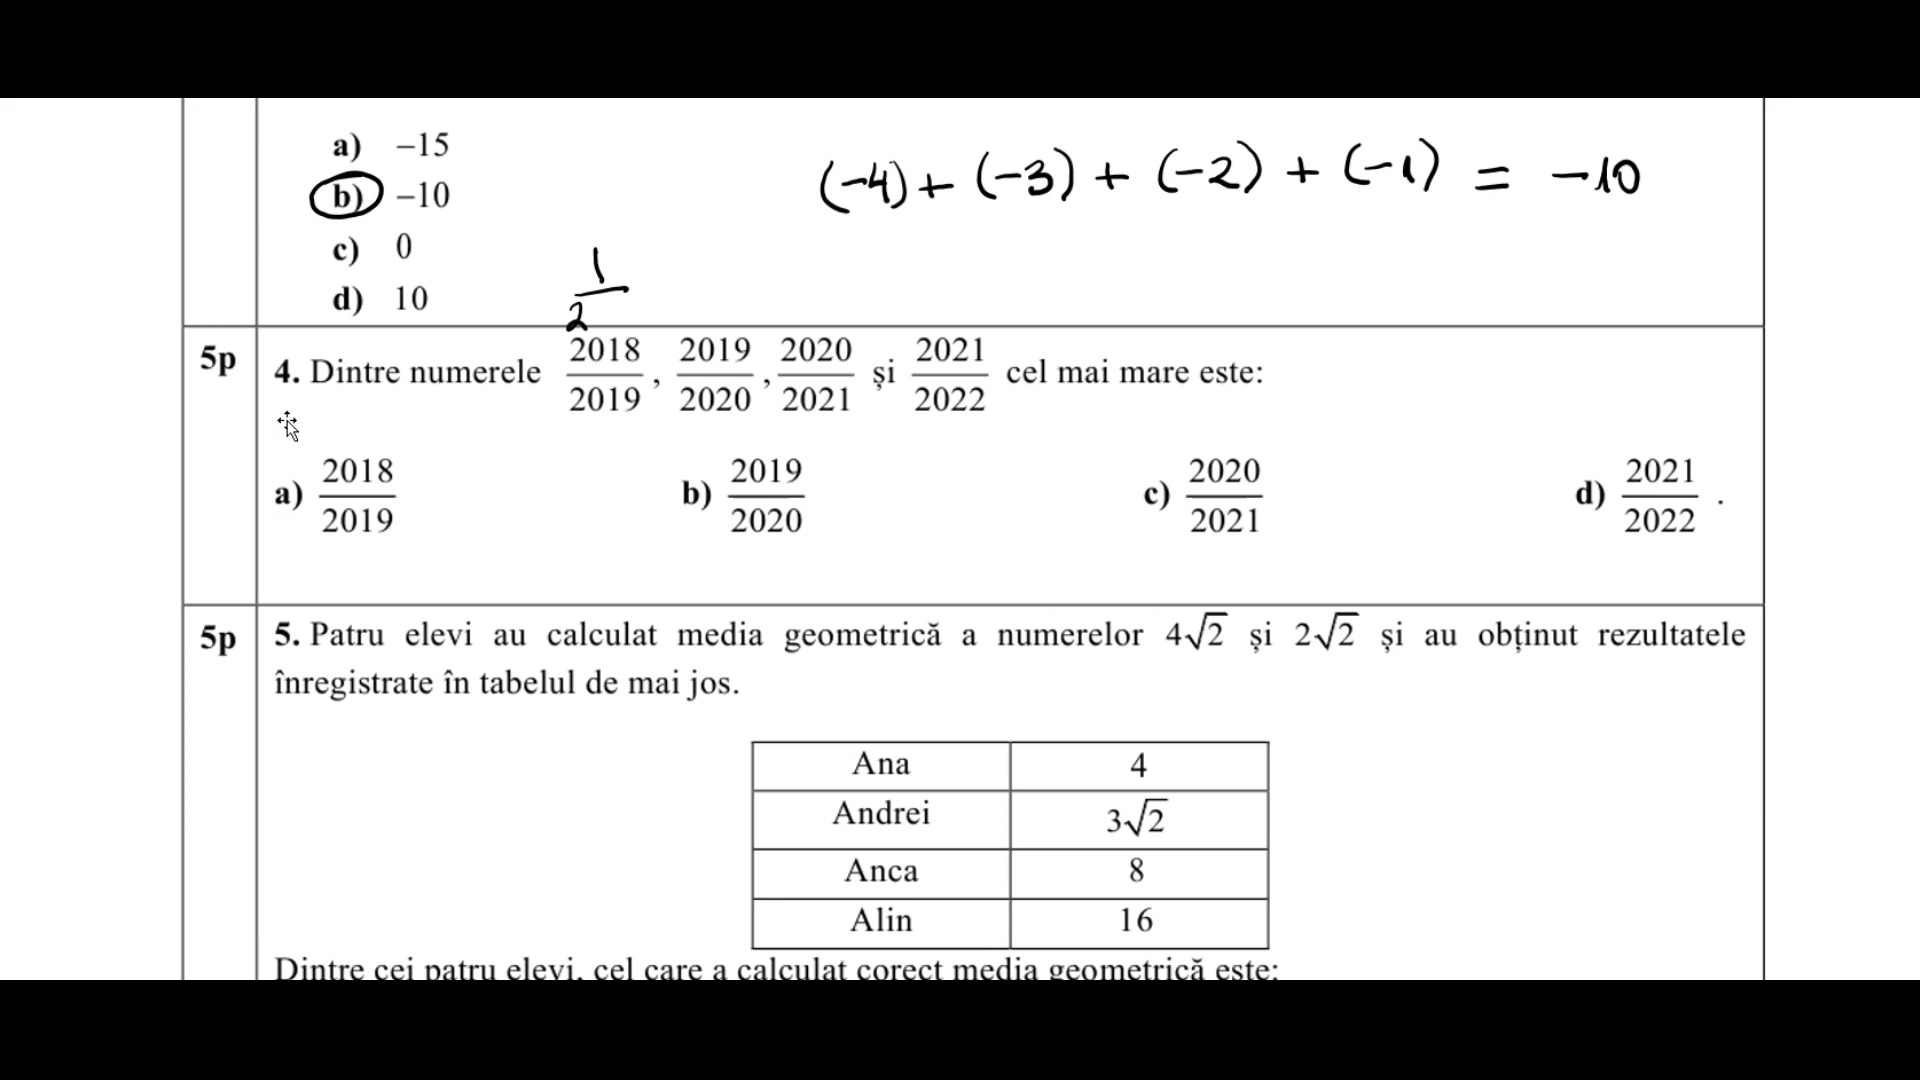 a) –15
b) –10
c) 0
d) 10
(-4) + (-3) + (-2) + (-1) = -10
1/2
5p 4. Dintre numerele 2018/2019, 2019/2020, 2020/2021 și 2021/2022 cel mai mare este:
a) 2018/2019 b) 2019/2020 c) 2020/2021 d) 2021/2022.
5p 5. Patru elevi au calculat media geometrică a numerelor 4√2 și 2√2 și au obținut rezultatele
înregistrate în tabelul de mai jos.
Ana 4
Andrei 3√2
Anca 8
Alin 16
Dintre cei patru elevi, cel care a calculat corect media geometrică este: